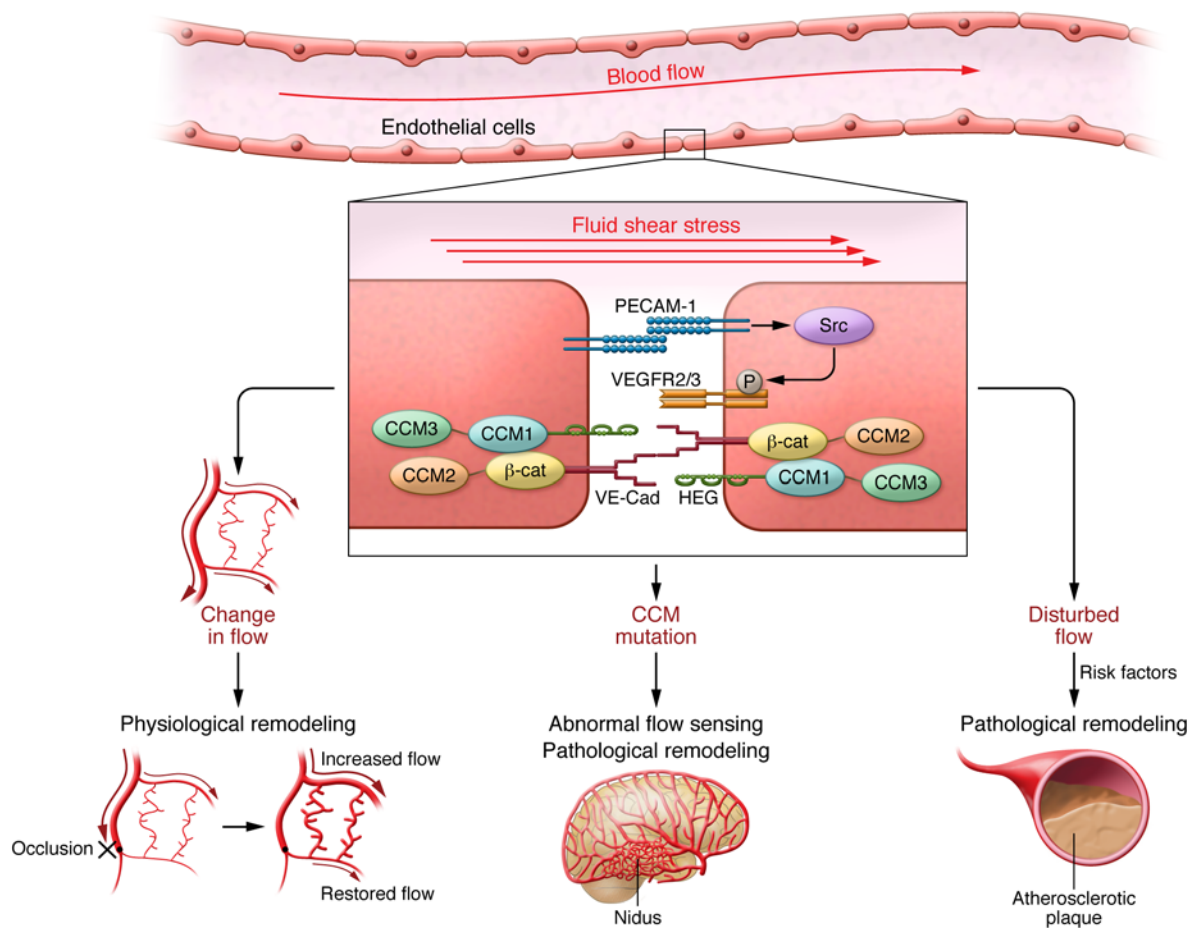 Blood flow
Endothelial cells
Fluid shear stress
PECAM-1
Src
VEGFR2/3
P
CCM3
CCM1
β-cat
CCM2
CCM2
β-cat
VE-Cad
HEG
CCM1
CCM3
Change
in flow
CCM
mutation
Disturbed
flow
Risk factors
Physiological remodeling
Abnormal flow sensing
Pathological remodeling
Pathological remodeling
Increased flow
Occlusion
Restored flow
Nidus
Atherosclerotic
plaque